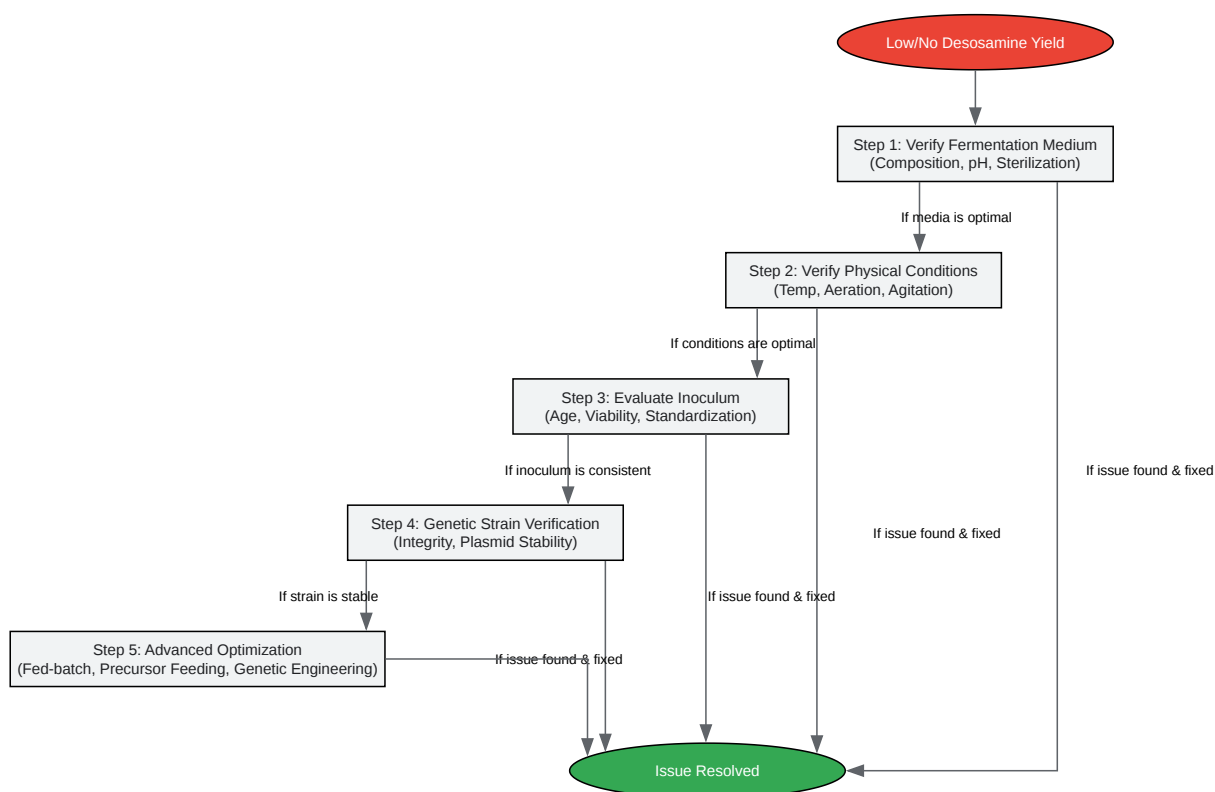 Low/No Desosamine Yield
Step 1: Verify Fermentation Medium
(Composition, pH, Sterilization)
If media is optimal
Step 2: Verify Physical Conditions
(Temp, Aeration, Agitation)
If conditions are optimal
Step 3: Evaluate Inoculum
(Age, Viability, Standardization)
If inoculum is consistent
If issue found & fixed
Step 4: Genetic Strain Verification
(Integrity, Plasmid Stability)
If issue found & fixed
If strain is stable
If issue found & fixed
Step 5: Advanced Optimization
(Fed-batch, Precursor Feeding, Genetic Engineering)
If issue found & fixed
Issue Resolved